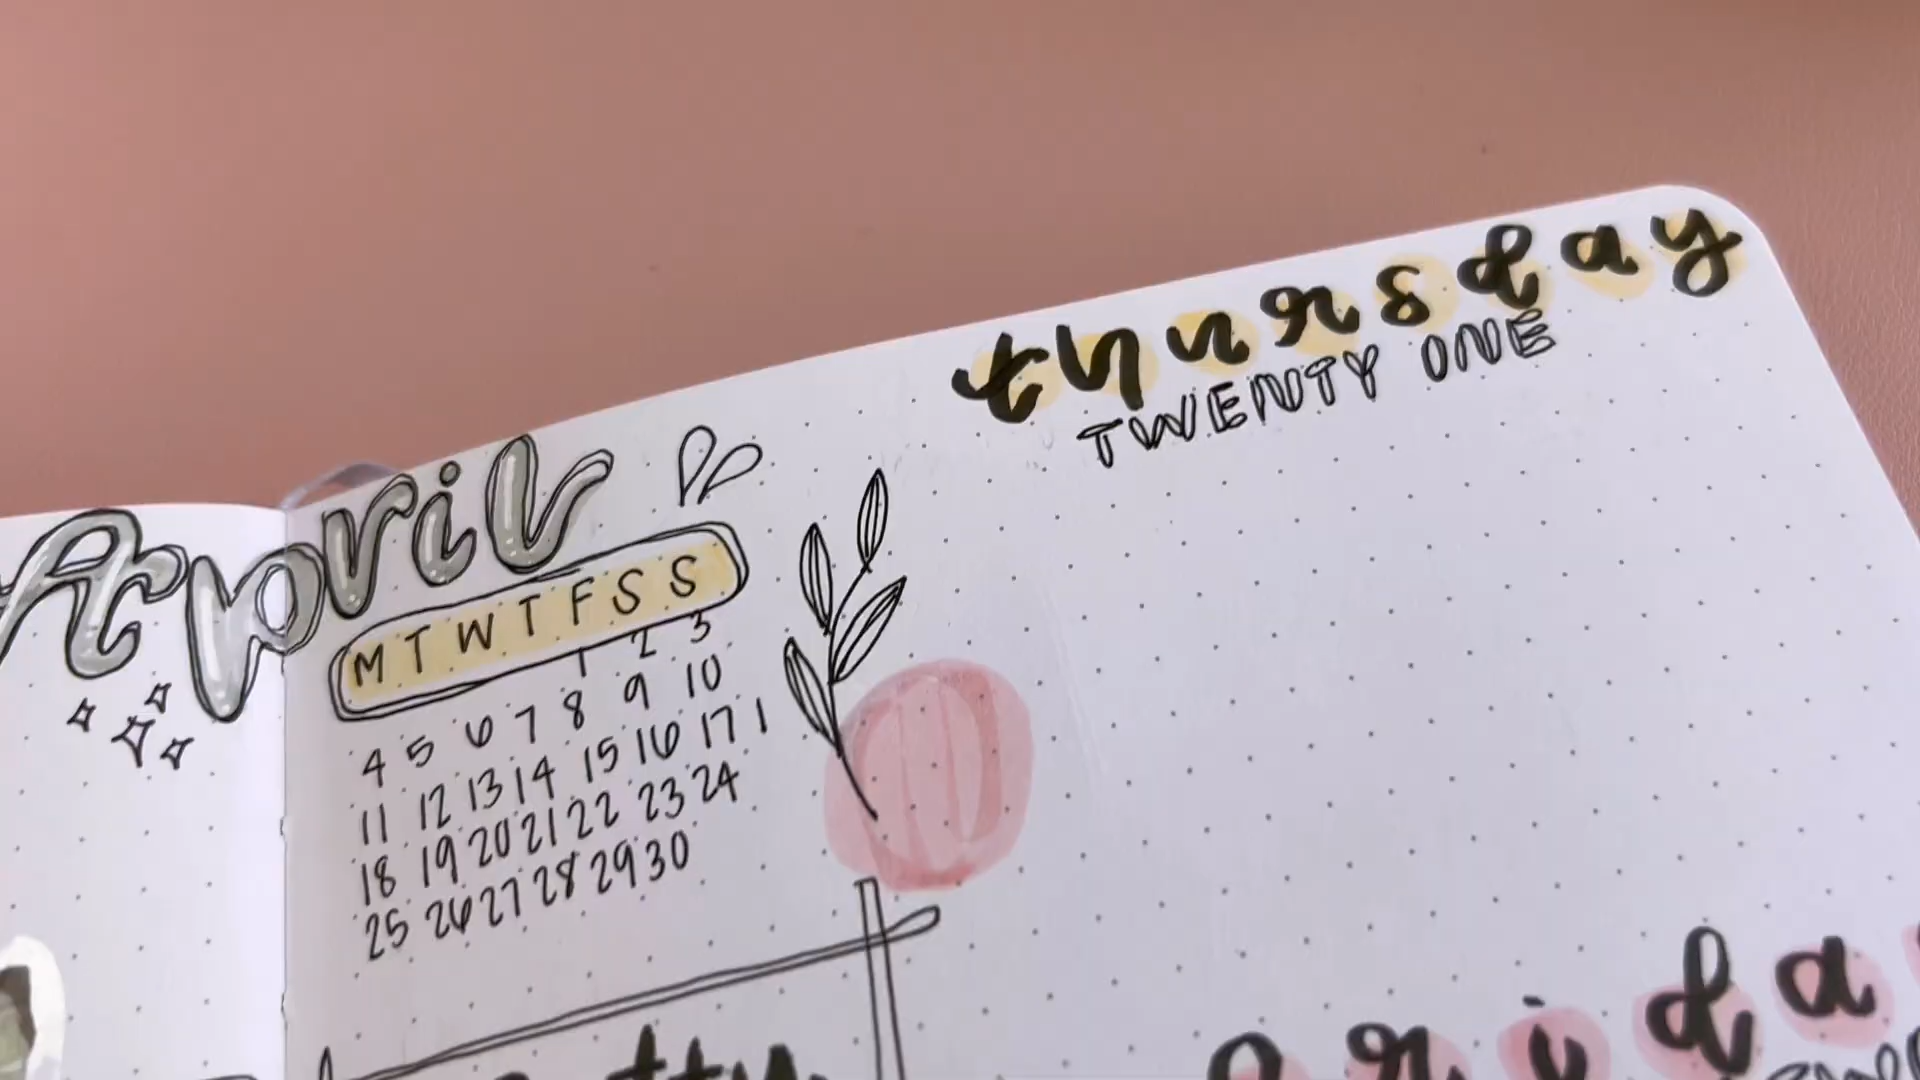 April
M T W T F S S
1 2 3
4 5 6 7 8 9 10
11 12 13 14 15 16 17 1
18 19 20 21 22 23 24
25 26 27 28 29 30
thursday
TWENTY ONE